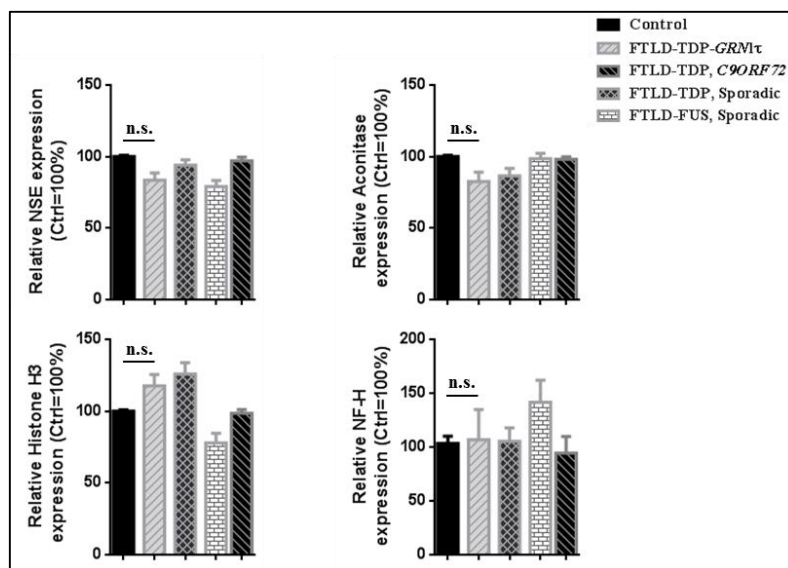 Control
FTLD-TDP-GRNlτ
FTLD-TDP, C9ORF72
FTLD-TDP, Sporadic
FTLD-FUS, Sporadic
Relative NSE expression
(Ctrl=100%)
150
100
50
0
n.s.
Relative Aconitase
expression (Ctrl=100%)
150
100
50
0
n.s.
Relative Histone H3
expression (Ctrl=100%)
150
100
50
0
n.s.
Relative NF-H
expression (Ctrl=100%)
200
150
100
50
0
n.s.